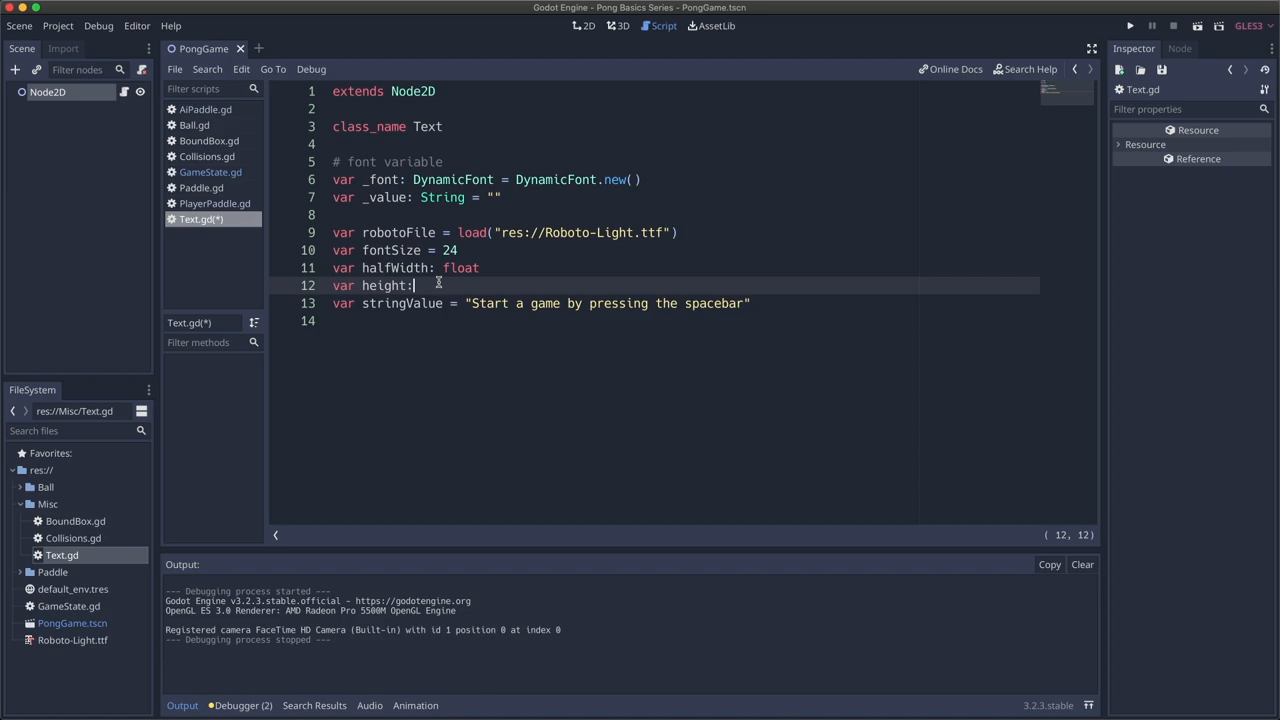 Godot Engine - Pong Basics Series - PongGame.tscn
Scene Project Debug Editor Help
2D 3D Script AssetLib
GLES3
Scene Import
Filter nodes
Node2D
PongGame
File Search Edit Go To Debug
Online Docs Search Help
Filter scripts
AiPaddle.gd
Ball.gd
BoundBox.gd
Collisions.gd
GameState.gd
Paddle.gd
PlayerPaddle.gd
Text.gd(*)
Text.gd(*)
Filter methods
1 extends Node2D
2
3 class_name Text
4
5 # font variable
6 var _font: DynamicFont = DynamicFont.new()
7 var _value: String = ""
8
9 var robotoFile = load("res://Roboto-Light.ttf")
10 var fontSize = 24
11 var halfWidth: float
12 var height:
13 var stringValue = "Start a game by pressing the spacebar"
14
( 12, 12)
Inspector Node
Text.gd
Filter properties
Resource
Resource
Reference
FileSystem
res://Misc/Text.gd
Search files
Favorites:
res://
Ball
Misc
BoundBox.gd
Collisions.gd
Text.gd
Paddle
default_env.tres
GameState.gd
PongGame.tscn
Roboto-Light.ttf
Output:
Copy Clear
--- Debugging process started ---
Godot Engine v3.2.3.stable.official - https://godotengine.org
OpenGL ES 3.0 Renderer: AMD Radeon Pro 5500M OpenGL Engine
Registered camera FaceTime HD Camera (Built-in) with id 1 position 0 at index 0
--- Debugging process stopped ---
Output Debugger (2) Search Results Audio Animation
3.2.3.stable